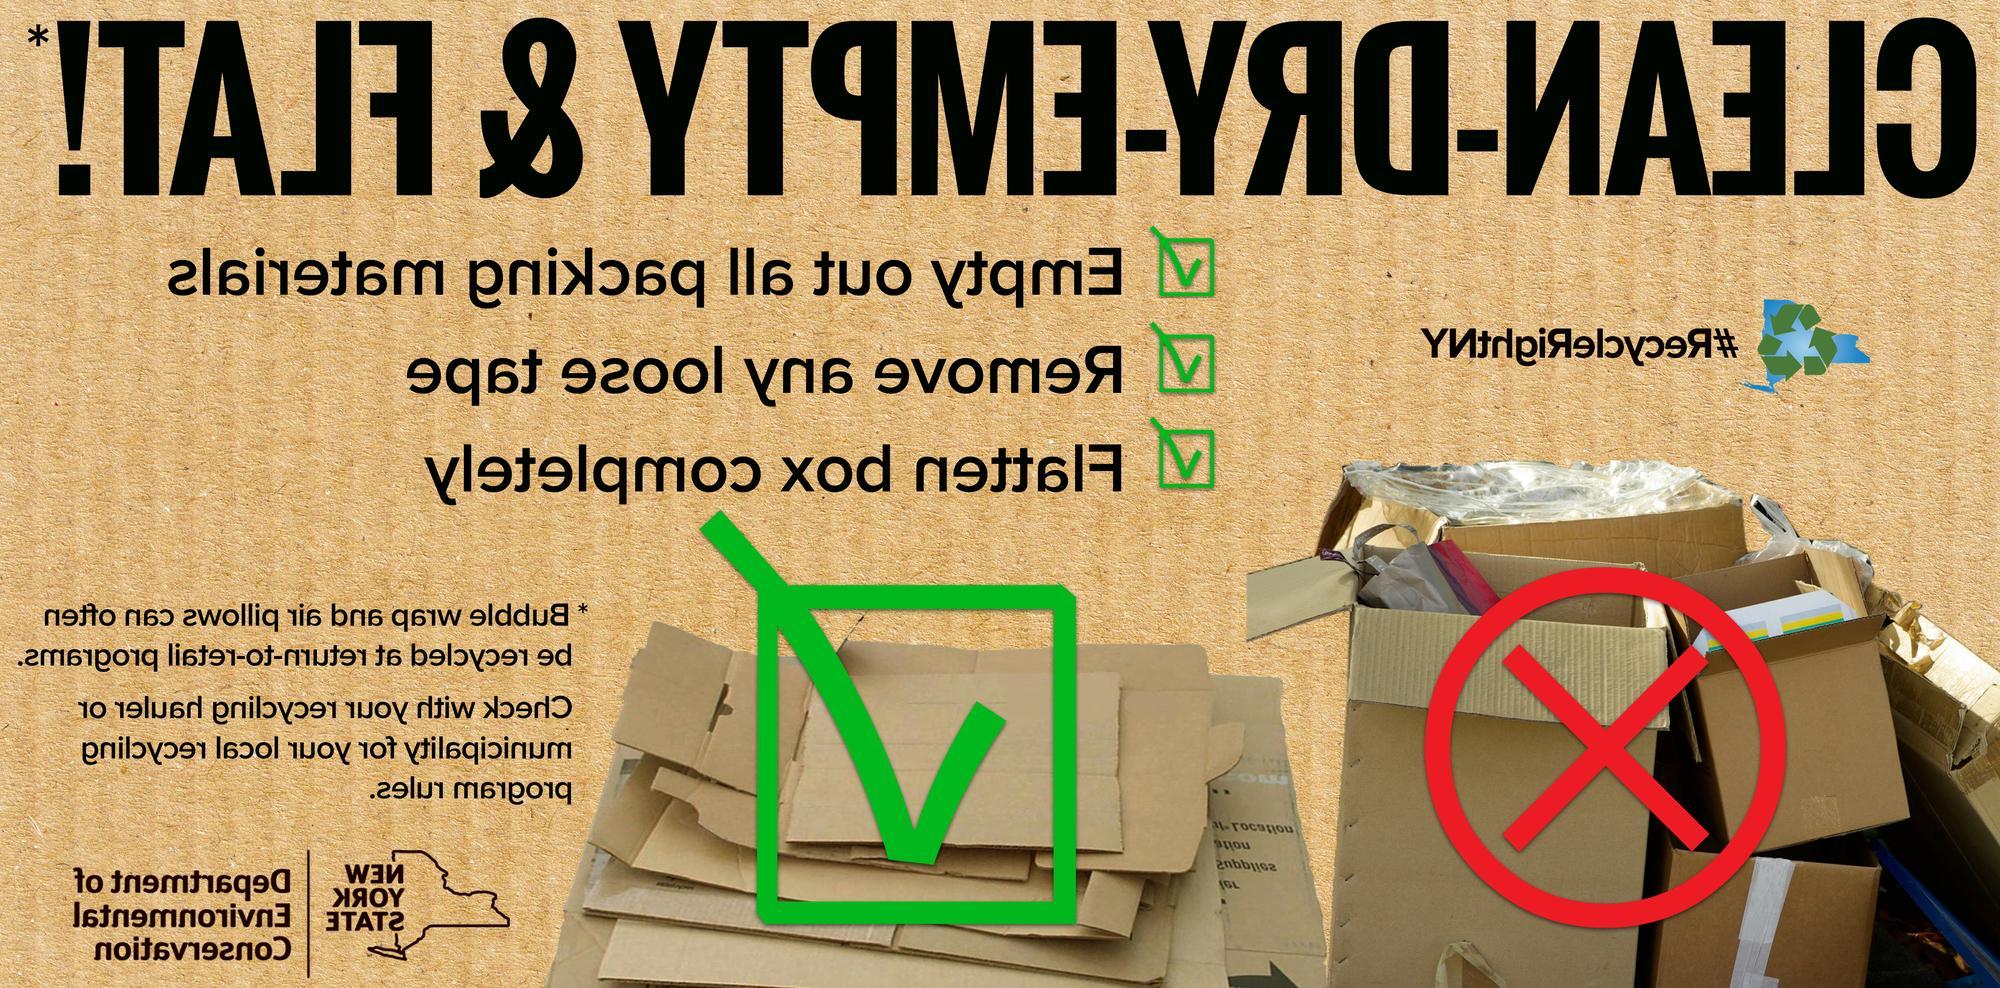 CLEAN-DRY-EMPTY & FLAT!*
Empty out all packing materials
Remove any loose tape
Flatten box completely
#RecycleRightNY
* Bubble wrap and air pillows can often
be recycled at return-to-retail programs.
Check with your recycling hauler or
municipality for your local recycling
program rules.
NEW
YORK
STATE
Department of
Environmental
Conservation
Location
Supplies